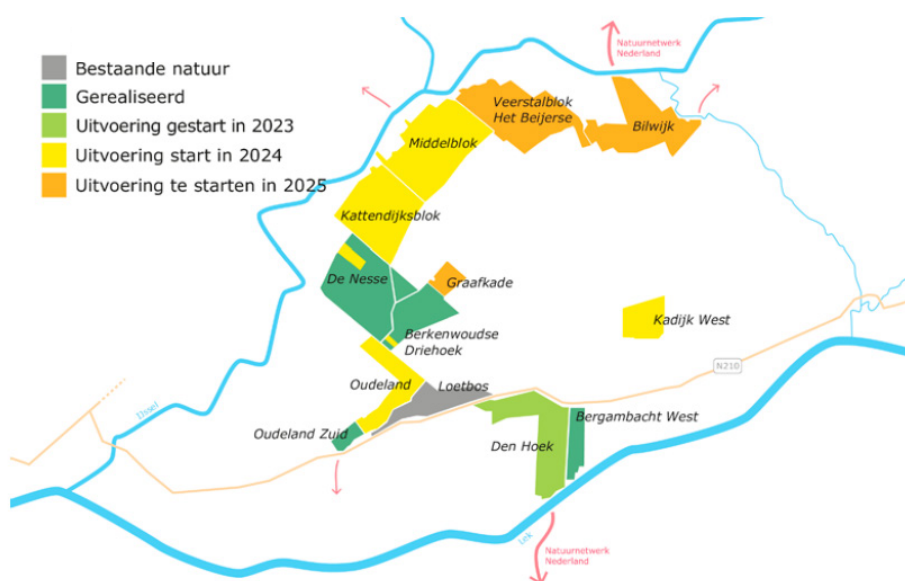 Natuurnetwerk
Nederland
Bestaande natuur
Gerealiseerd
Uitvoering gestart in 2023
Uitvoering start in 2024
Uitvoering te starten in 2025
Veerstalblok
Het Beijerse
Bilwijk
Middelblok
Kattendijksblok
De Nesse
Graafkade
Kadijk West
Berkenwoudse
Driehoek
N210
Oudeland
Loetbos
IJssel
Oudeland Zuid
Bergambacht West
Den Hoek
Lek
Natuurnetwerk
Nederland